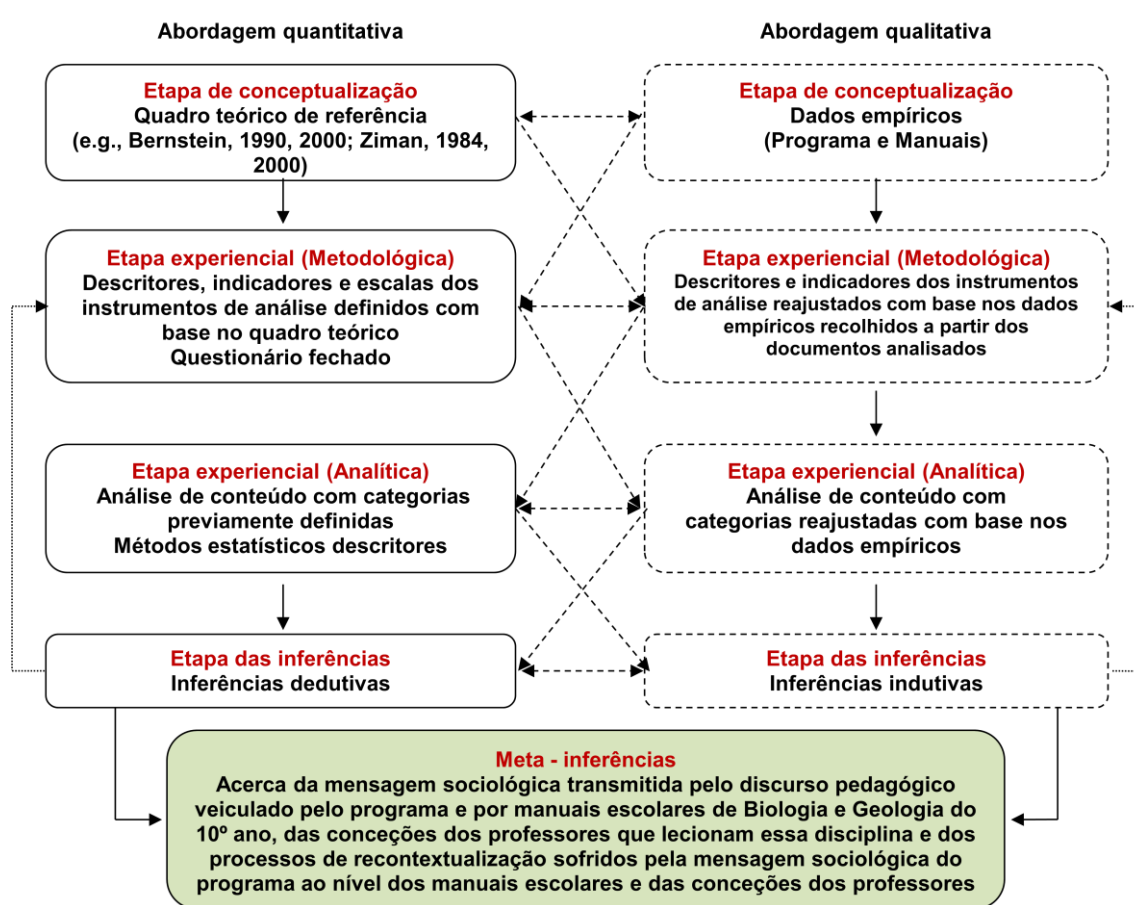 Abordagem quantitativa
Abordagem qualitativa
Etapa de conceptualização
Quadro teórico de referência
(e.g., Bernstein, 1990, 2000; Ziman, 1984,
2000)
Etapa de conceptualização
Dados empíricos
(Programa e Manuais)
Etapa experiencial (Metodológica)
Descritores, indicadores e escalas dos
instrumentos de análise definidos com
base no quadro teórico
Questionário fechado
Etapa experiencial (Metodológica)
Descritores e indicadores dos instrumentos
de análise reajustados com base nos dados
empíricos recolhidos a partir dos
documentos analisados
Etapa experiencial (Analítica)
Análise de conteúdo com categorias
previamente definidas
Métodos estatísticos descritores
Etapa experiencial (Analítica)
Análise de conteúdo com
categorias reajustadas com base nos
dados empíricos
Etapa das inferências
Inferências dedutivas
Etapa das inferências
Inferências indutivas
Meta - inferências
Acerca da mensagem sociológica transmitida pelo discurso pedagógico
veiculado pelo programa e por manuais escolares de Biologia e Geologia do
10º ano, das conceções dos professores que lecionam essa disciplina e dos
processos de recontextualização sofridos pela mensagem sociológica do
programa ao nível dos manuais escolares e das conceções dos professores